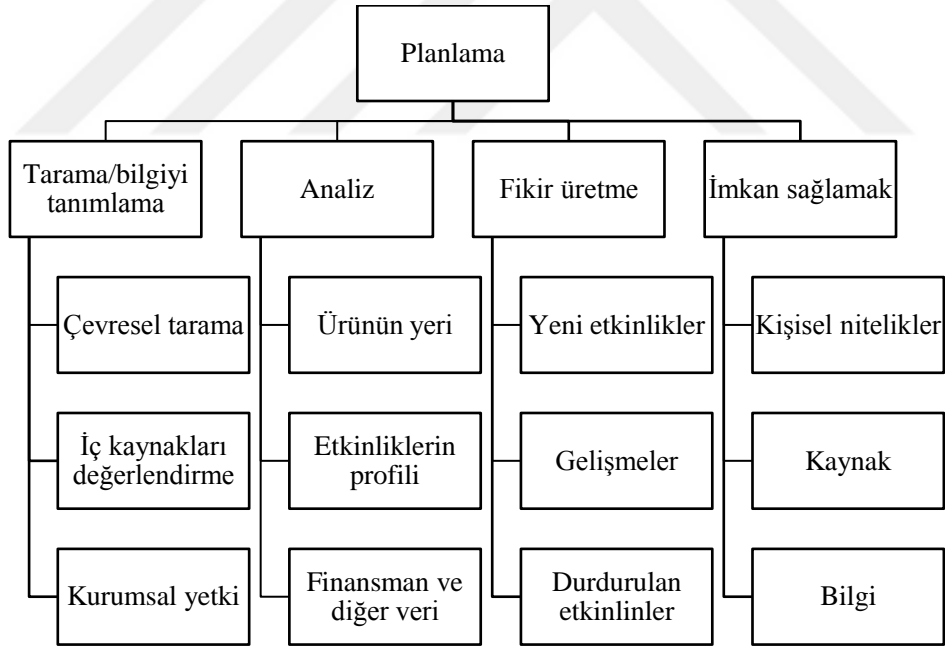 Planlama
Tarama/bilgiyi
tanımlama
Analiz
Fikir üretme
İmkan sağlamak
Çevresel tarama
Ürünün yeri
Yeni etkinlikler
Kişisel nitelikler
İç kaynakları
değerlendirme
Etkinliklerin
profili
Gelişmeler
Kaynak
Kurumsal yetki
Finansman ve
diğer veri
Durdurulan
etkinlinler
Bilgi